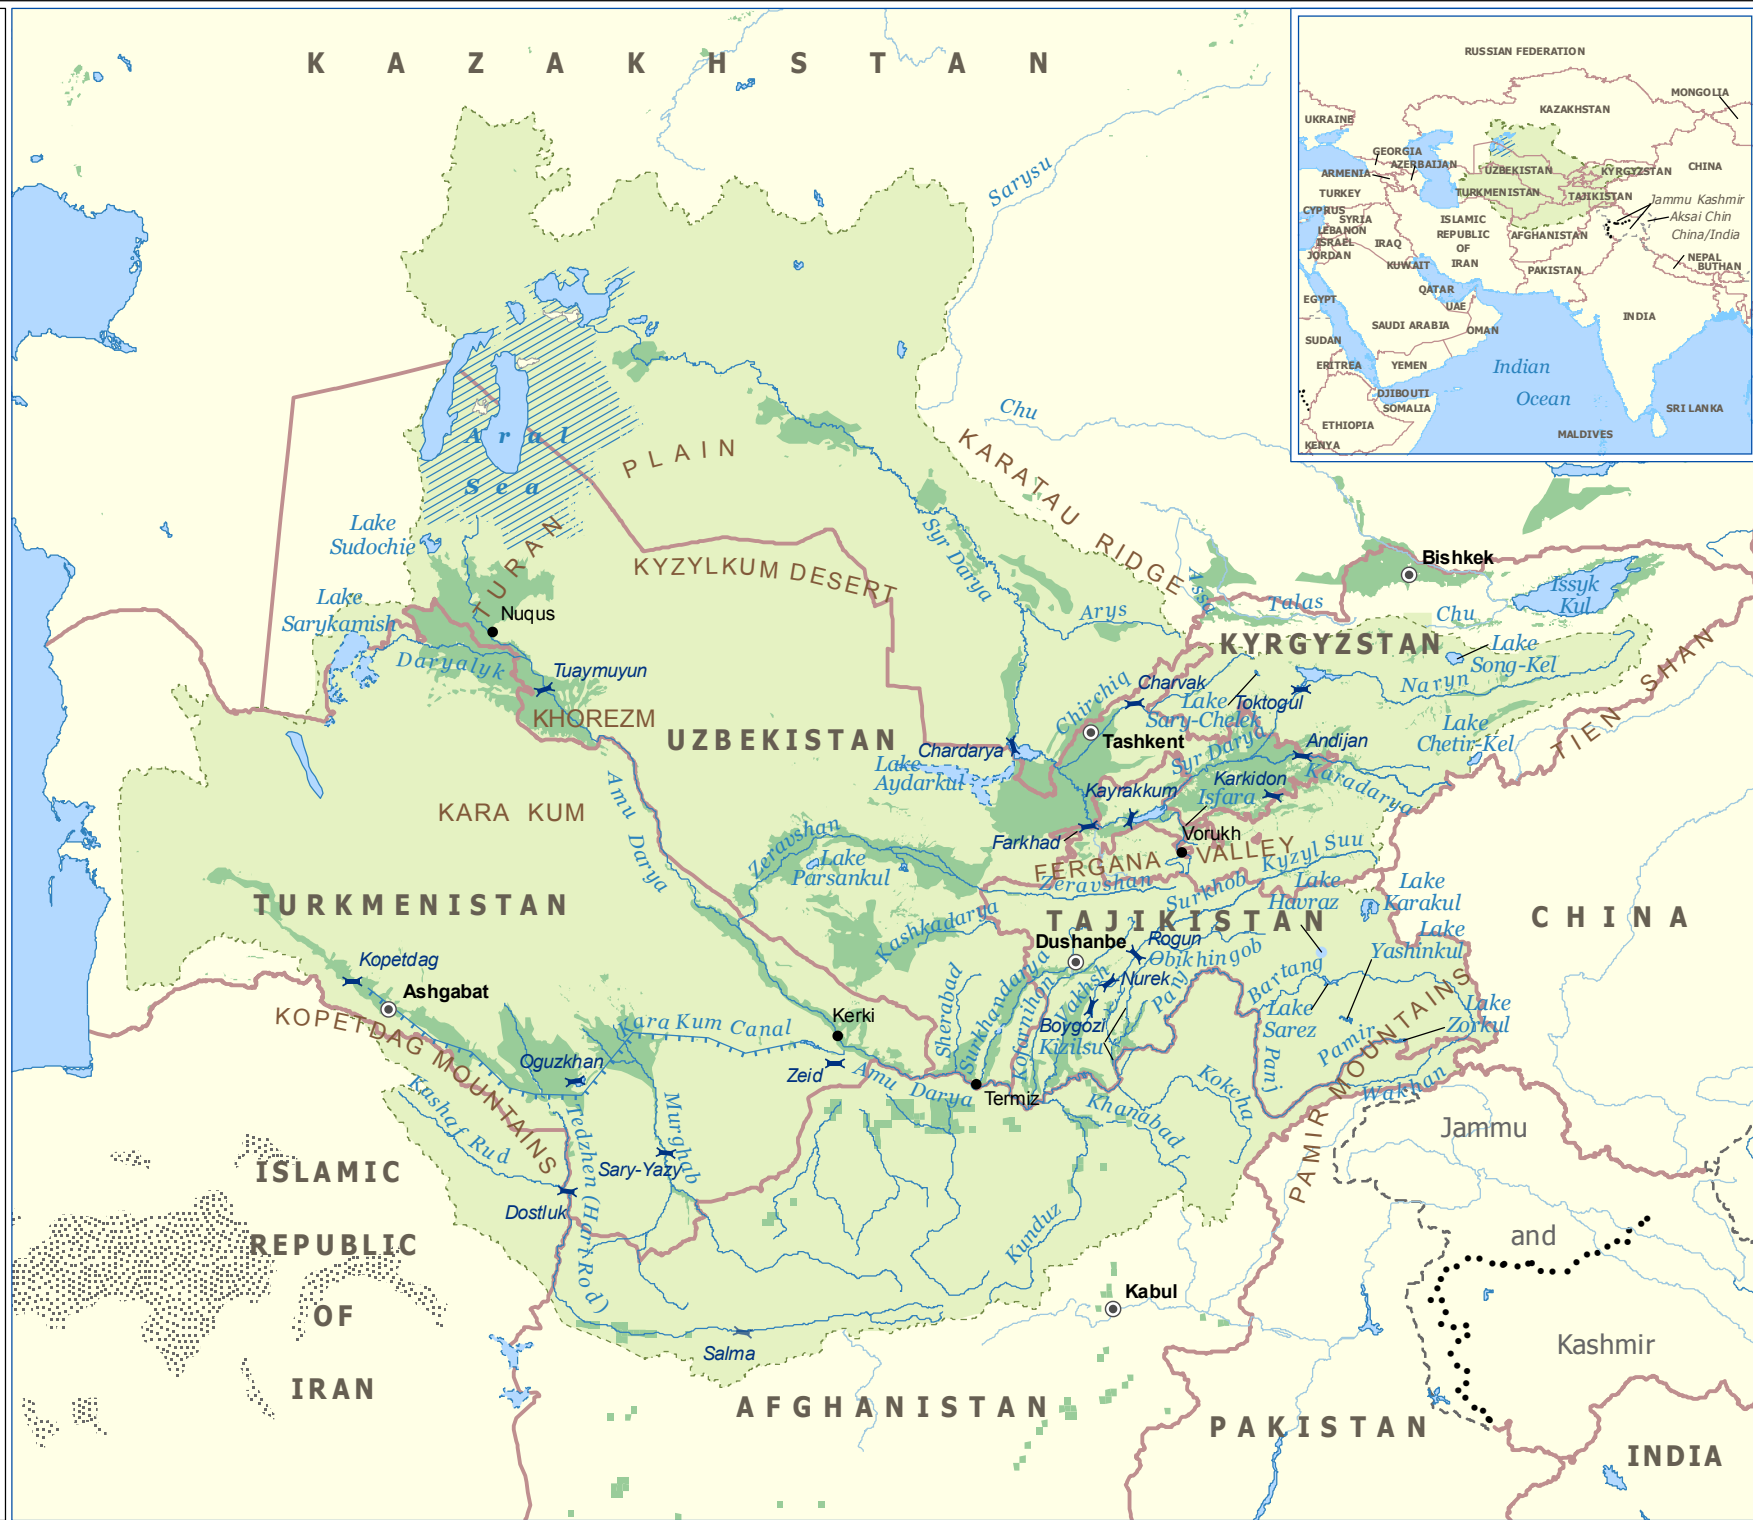 KAZAKHSTAN
Sarysu
Chu
KARATAU RIDGE
PLAIN
TURAN
Aral
Sea
Lake
Sudochie
Lake
Sarykamish
Daryalyk
Nuqus
Tuaymuyun
KHOREZM
KYZYLKUM DESERT
Syr Darya
Arys
Assa
Talas
Bishkek
Chu
Issyk
Kul
KYRGYZSTAN
Lake
Song-Kel
Naryn
TIEN SHAN
Lake
Chetir-Kel
Chirchiq
Charvak
Lake
Sary-Chelek
Toktogul
Tashkent
Syr Darya
Andijan
Karadarya
Karkidon
Isfara
UZBEKISTAN
Chardarya
Lake
Aydarkul
Kayrakkum
Farkhad
Vorukh
FERGANA VALLEY
Kyzyl Suu
KARA KUM
Amu Darya
Zeravshan
Lake
Parsankul
Zeravshan
Surkhob
Lake
Havraz
Lake
Karakul
Lake
Yashinkul
CHINA
TURKMENISTAN
Kashkadarya
TAJIKISTAN
Dushanbe
Rogun
Obikhingob
Nurek
Vakhsh
Panj
Bartang
Lake
Sarez
Lake
Zorkul
Pamir
PAMIR MOUNTAINS
Wakhan
Kopetdag
Ashgabat
KOPETDAG MOUNTAINS
Kara Kum Canal
Kerki
Sherabad
Surkhandarya
Kofarnihon
Boygozi
Kizilsu
Panj
Kokcha
Oguzkhan
Zeid
Amu Darya
Termiz
Khanabad
Kashaf Rud
Tedzhen (Hari Rod)
Murghab
Sary-Yazy
Dostluk
Kunduz
Salma
Kabul
ISLAMIC
REPUBLIC
OF
IRAN
AFGHANISTAN
PAKISTAN
Jammu
and
Kashmir
INDIA
RUSSIAN FEDERATION
MONGOLIA
KAZAKHSTAN
UKRAINE
GEORGIA
AZERBAIJAN
ARMENIA
UZBEKISTAN
KYRGYZSTAN
CHINA
TURKEY
TURKMENISTAN
TAJIKISTAN
Jammu Kashmir
Aksai Chin
China/India
CYPRUS
SYRIA
LEBANON
ISRAEL
JORDAN
IRAQ
ISLAMIC
REPUBLIC
OF
IRAN
AFGHANISTAN
KUWAIT
PAKISTAN
NEPAL
BUTHAN
EGYPT
QATAR
UAE
SAUDI ARABIA
OMAN
INDIA
SUDAN
ERITREA
YEMEN
Indian
Ocean
DJIBOUTI
SOMALIA
SRI LANKA
ETHIOPIA
MALDIVES
KENYA